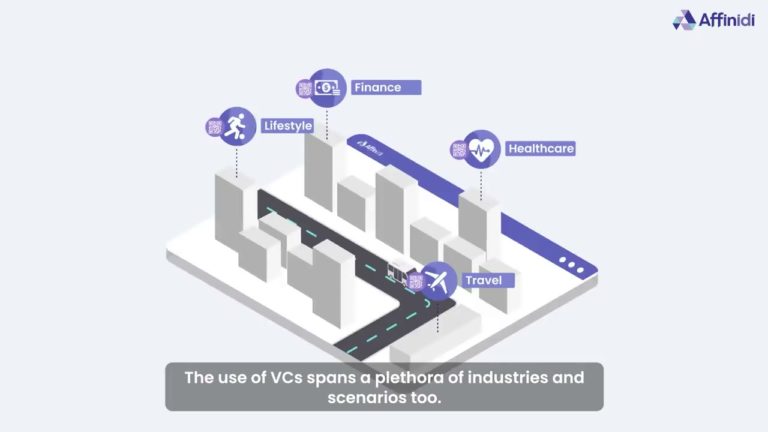 Affinidi
Finance
Lifestyle
Healthcare
Affinidi
Travel
The use of VCs spans a plethora of industries and
scenarios too.